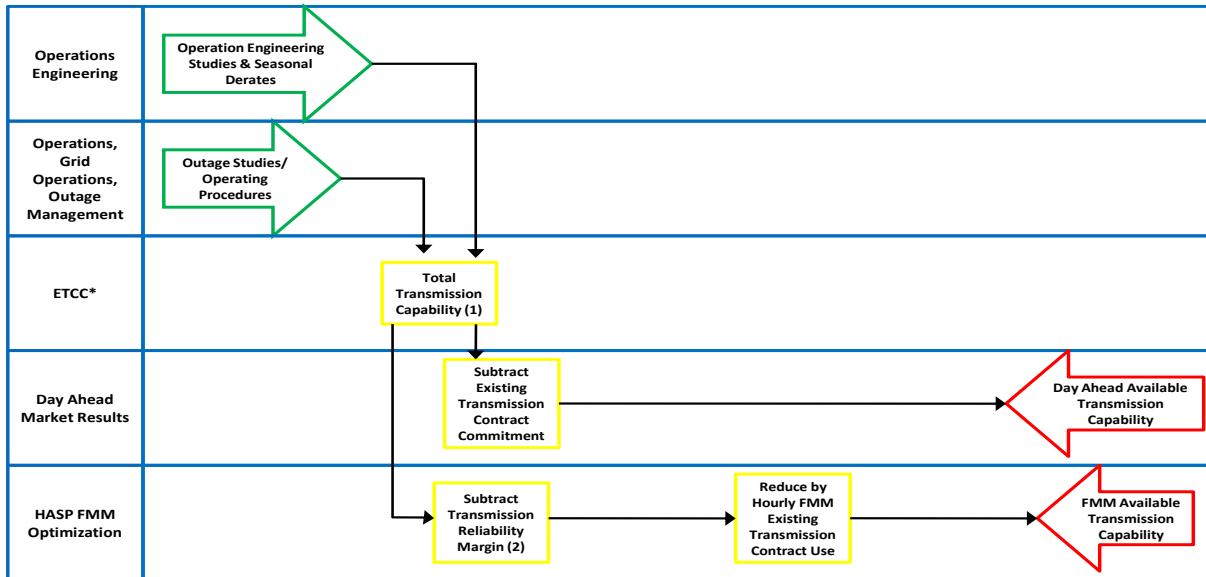 Operations
Engineering
Operation Engineering
Studies & Seasonal
Derates
Operations,
Grid
Operations,
Outage
Management
Outage Studies/
Operating
Procedures
ETCC*
Total
Transmission
Capability (1)
Day Ahead
Market Results
Subtract
Existing
Transmission
Contract
Commitment
Day Ahead Available
Transmission
Capability
HASP FMM
Optimization
Subtract
Transmission
Reliability
Margin (2)
Reduce by
Hourly FMM
Existing
Transmission
Contract Use
FMM Available
Transmission
Capability